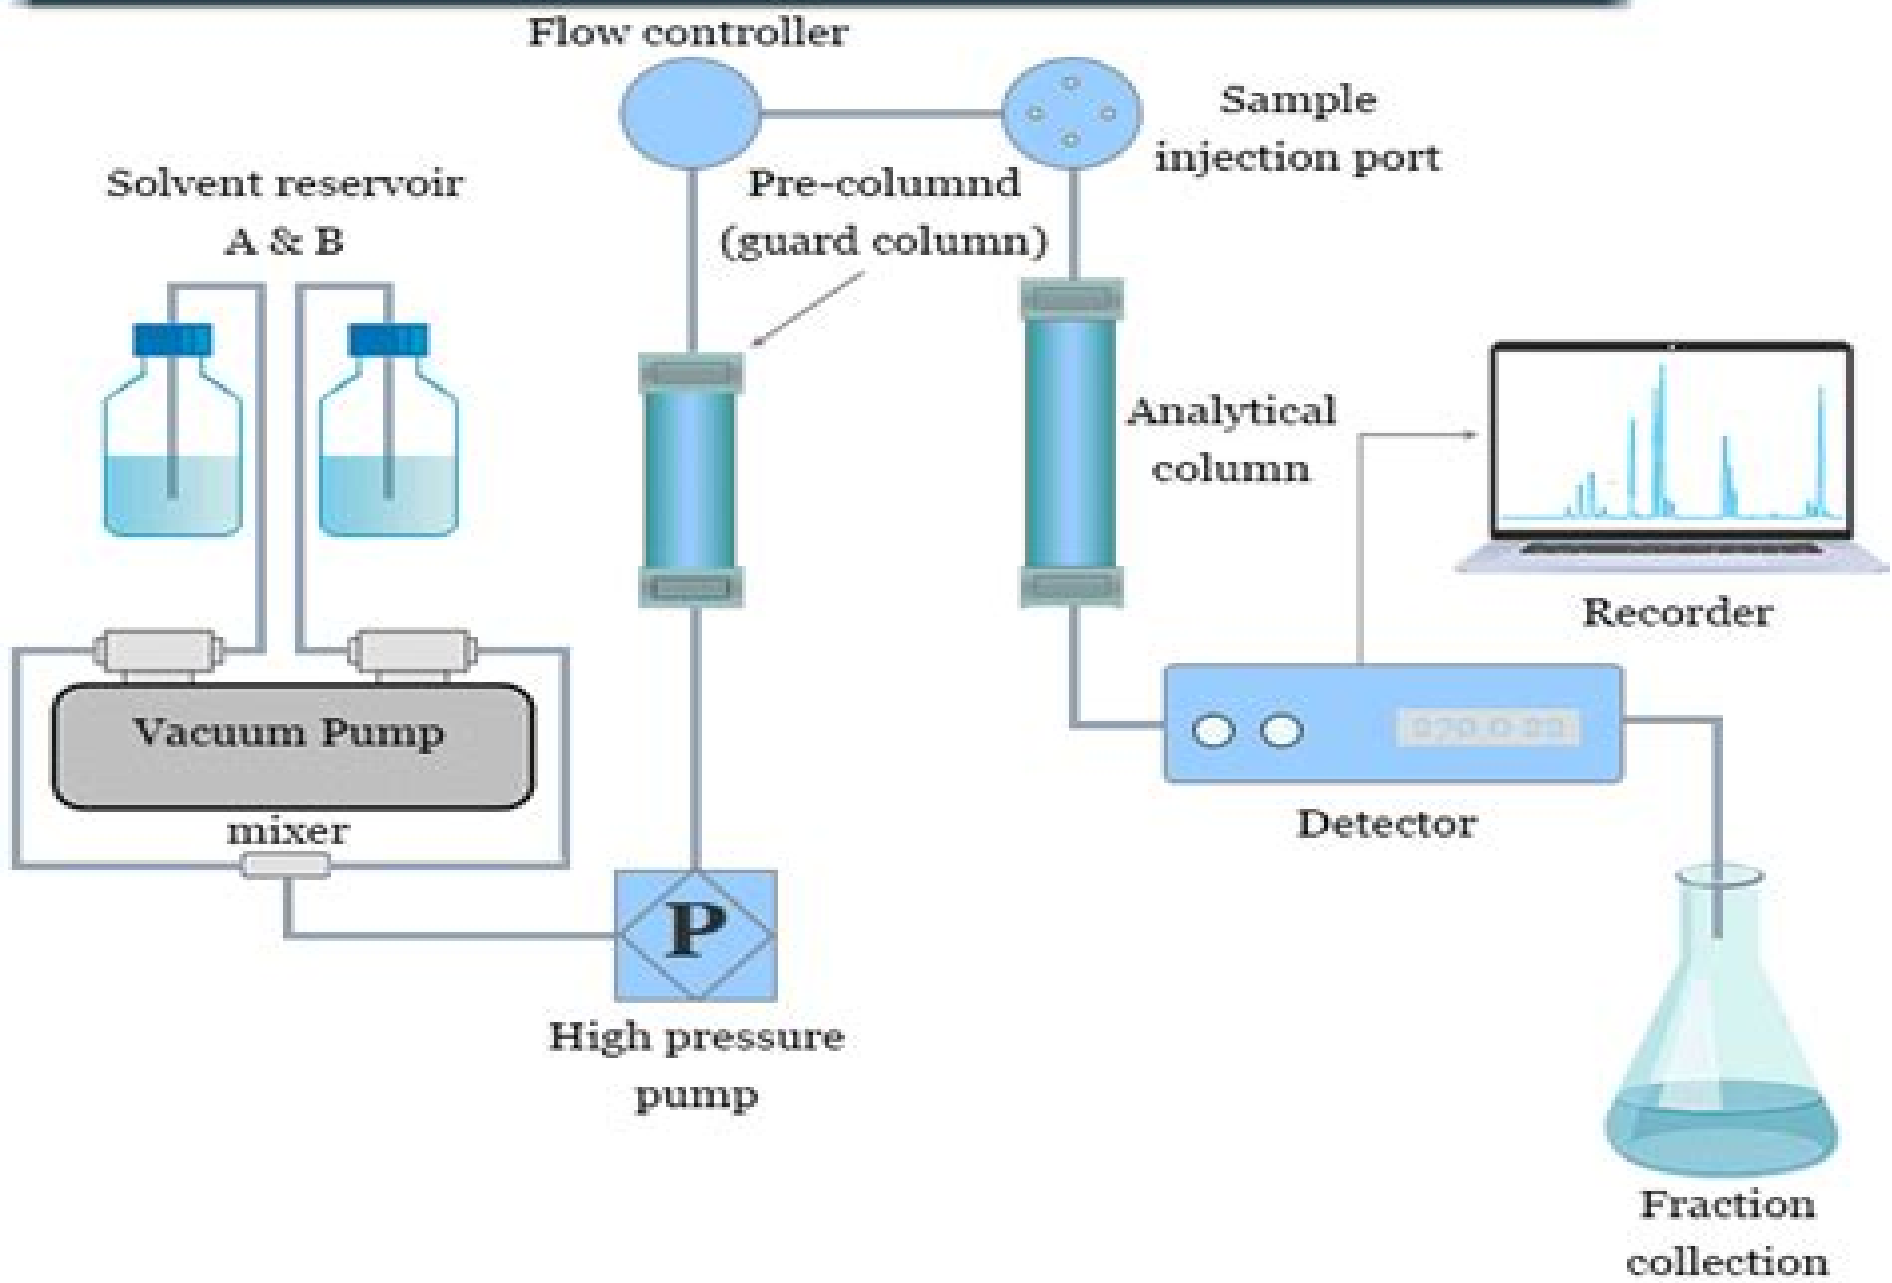 Flow controller
Sample
injection port
Solvent reservoir
A & B
Pre-columnd
(guard column)
Analytical
column
Recorder
Vacuum Pump
mixer
Detector
P
High pressure
pump
Fraction
collection